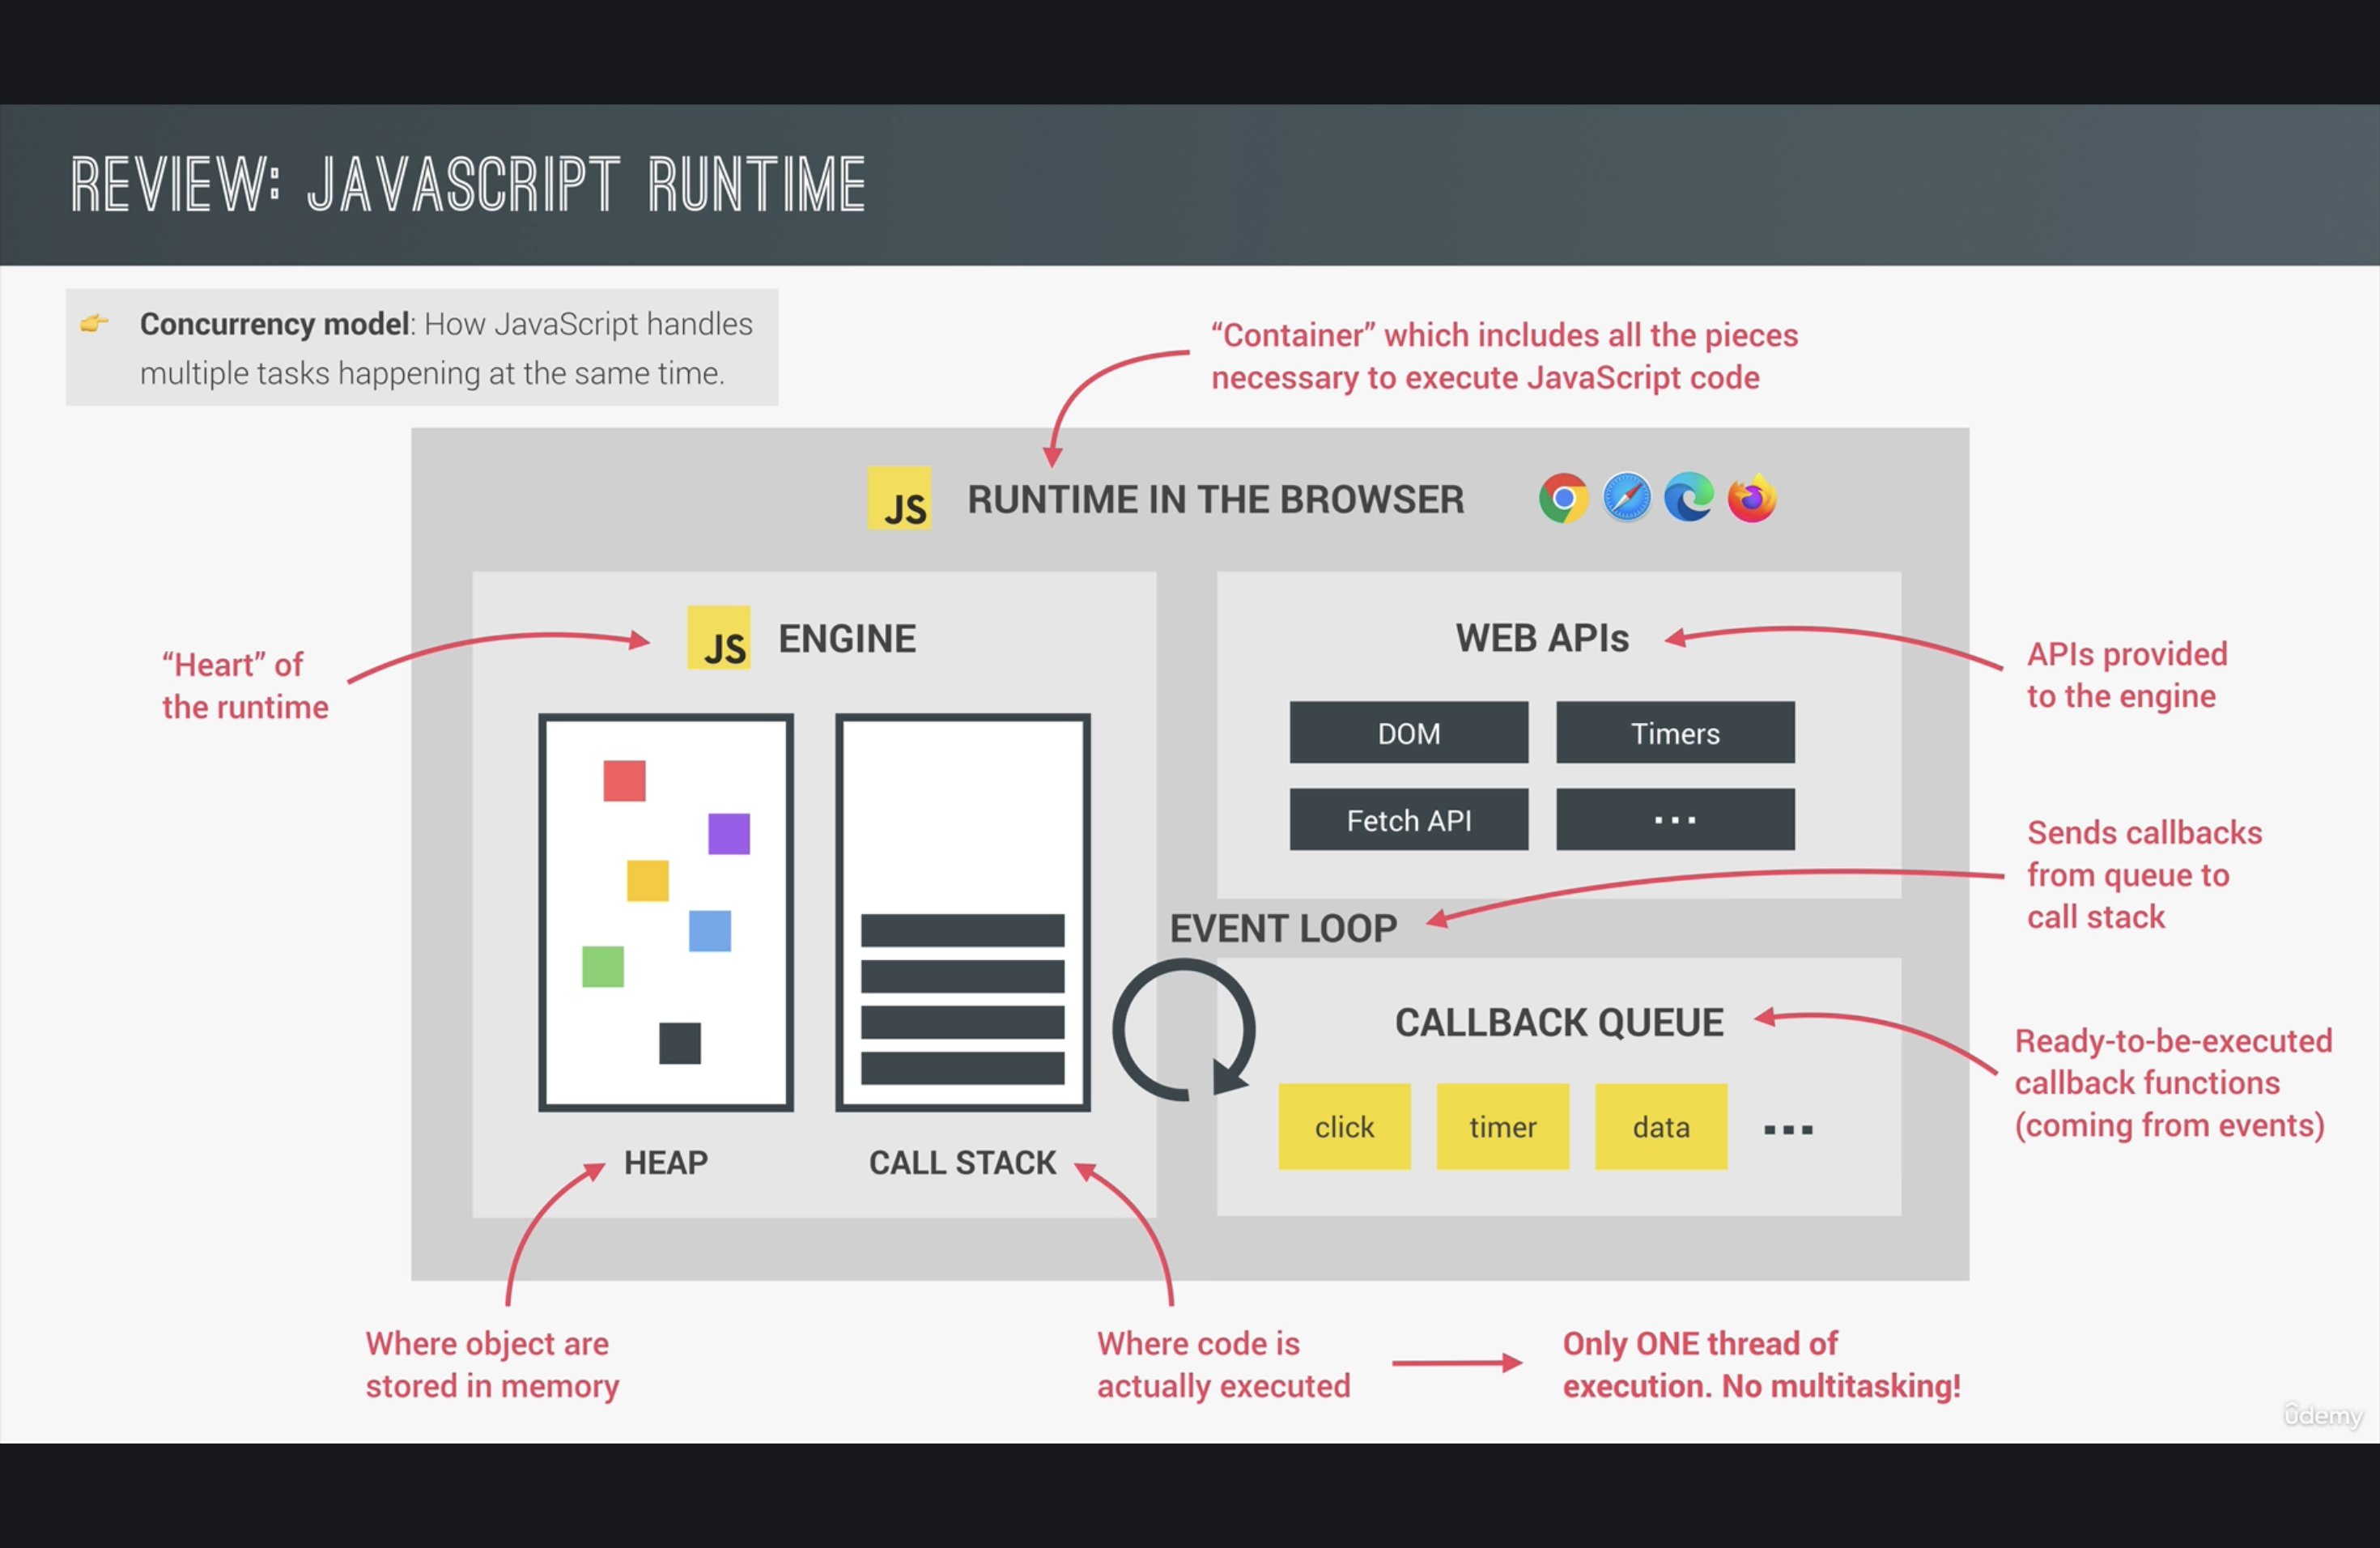 REVIEW: JAVASCRIPT RUNTIME
Concurrency model: How JavaScript handles
multiple tasks happening at the same time.
“Container” which includes all the pieces
necessary to execute JavaScript code
JS RUNTIME IN THE BROWSER
“Heart” of
the runtime
JS ENGINE
HEAP
CALL STACK
WEB APIs
DOM
Timers
Fetch API
...
APIs provided
to the engine
EVENT LOOP
Sends callbacks
from queue to
call stack
CALLBACK QUEUE
click
timer
data
...
Ready-to-be-executed
callback functions
(coming from events)
Where object are
stored in memory
Where code is
actually executed
Only ONE thread of
execution. No multitasking!
ûdemy